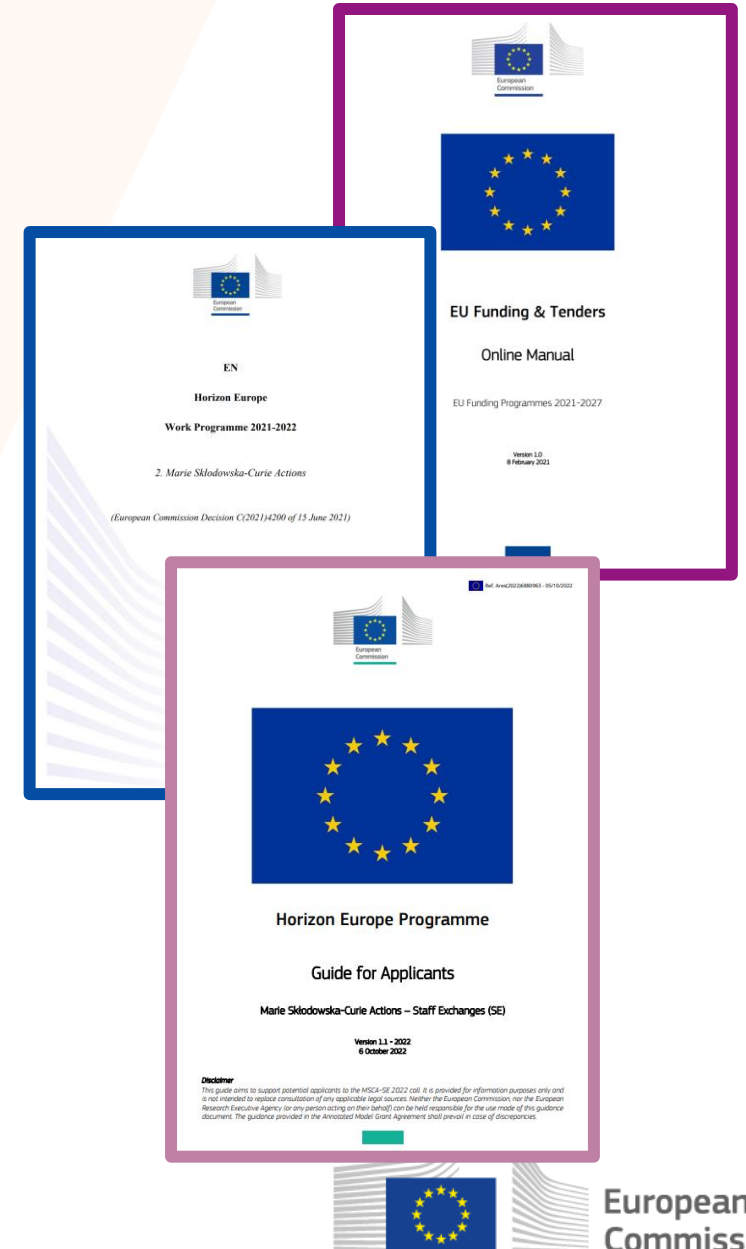 European
Commission
EU Funding & Tenders
Online Manual
EU Funding Programmes 2021-2027
Version 1.0
8 February 2021
European
Commission
EN
Horizon Europe
Work Programme 2021-2022
2. Marie Skłodowska-Curie Actions
(European Commission Decision C(2021)4200 of 15 June 2021)
Ref. Ares(2022)6880963 - 05/10/2022
European
Commission
Horizon Europe Programme
Guide for Applicants
Marie Skłodowska-Curie Actions – Staff Exchanges (SE)
Version 1.1 – 2022
6 October 2022
Disclaimer
This guide aims to support potential applicants to the MSCA-SE 2022 call. It is provided for information purposes only and
is not intended to replace consultation of any applicable legal sources. Neither the European Commission, nor the European
Research Executive Agency (or any person acting on their behalf) can be held responsible for the use made of this guidance
document. The guidance provided in the Annotated Model Grant Agreement shall prevail in case of discrepancies.
European
Commiss